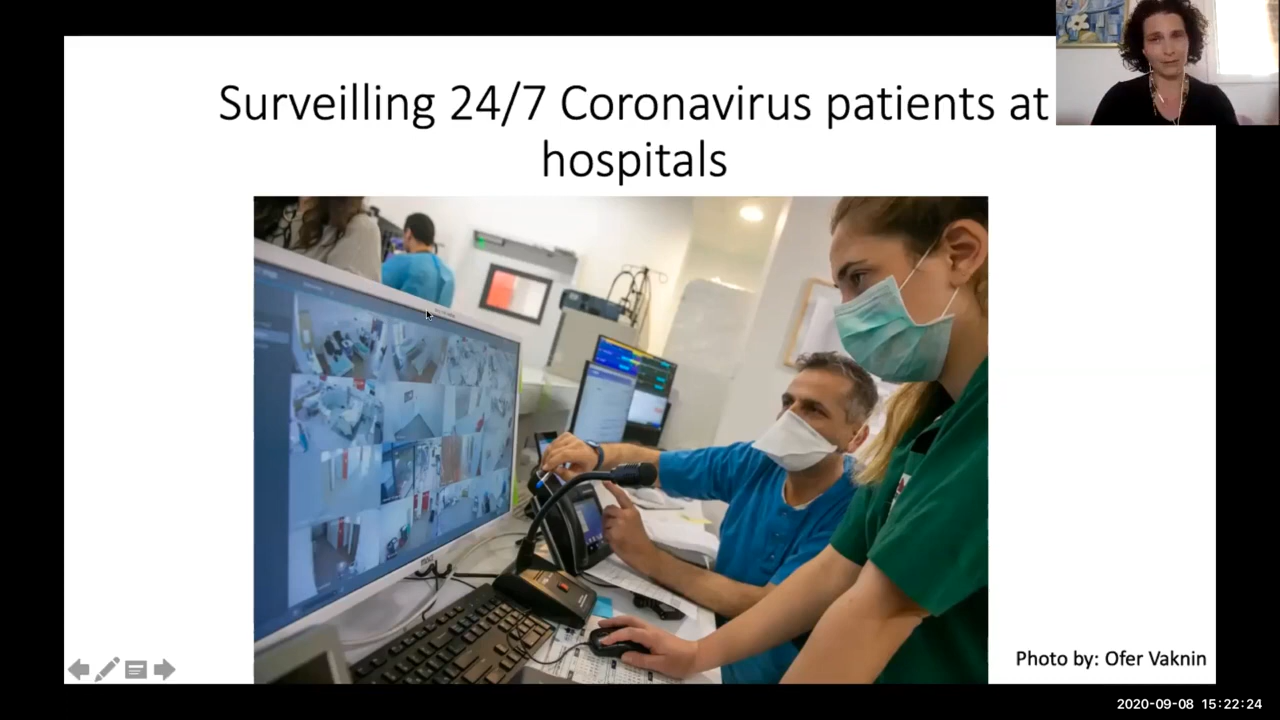 Surveilling 24/7 Coronavirus patients at
hospitals
Photo by: Ofer Vaknin
2020-09-08 15:22:24